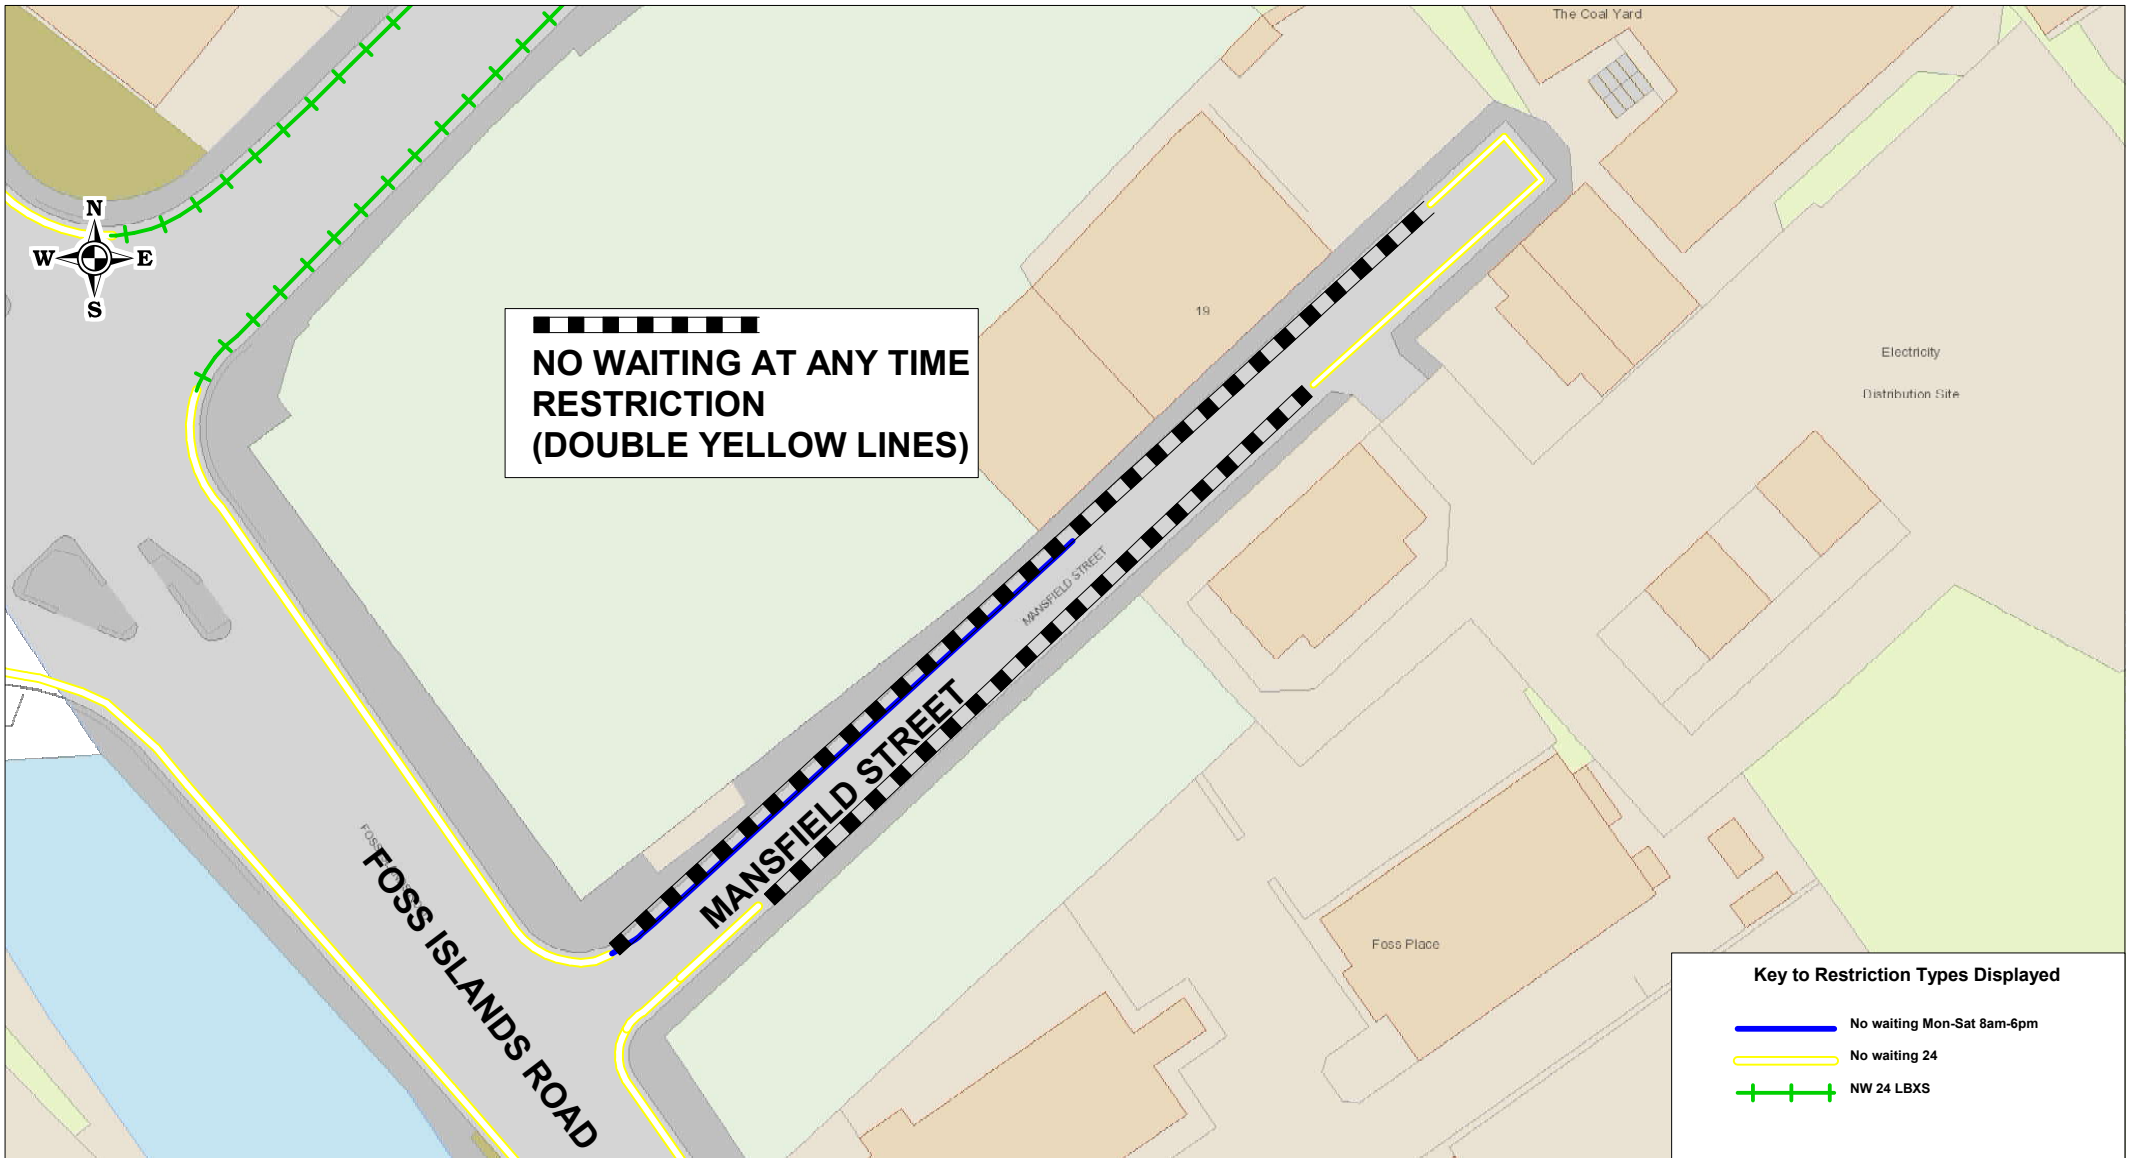 The Coal Yard
N
W E
S
19
NO WAITING AT ANY TIME
RESTRICTION
(DOUBLE YELLOW LINES)
Electricity
Distribution Site
MANSFIELD STREET
MANSFIELD STREET
FOSS ISLANDS ROAD
Foss Place
Key to Restriction Types Displayed
No waiting Mon-Sat 8am-6pm
No waiting 24
NW 24 LBXS